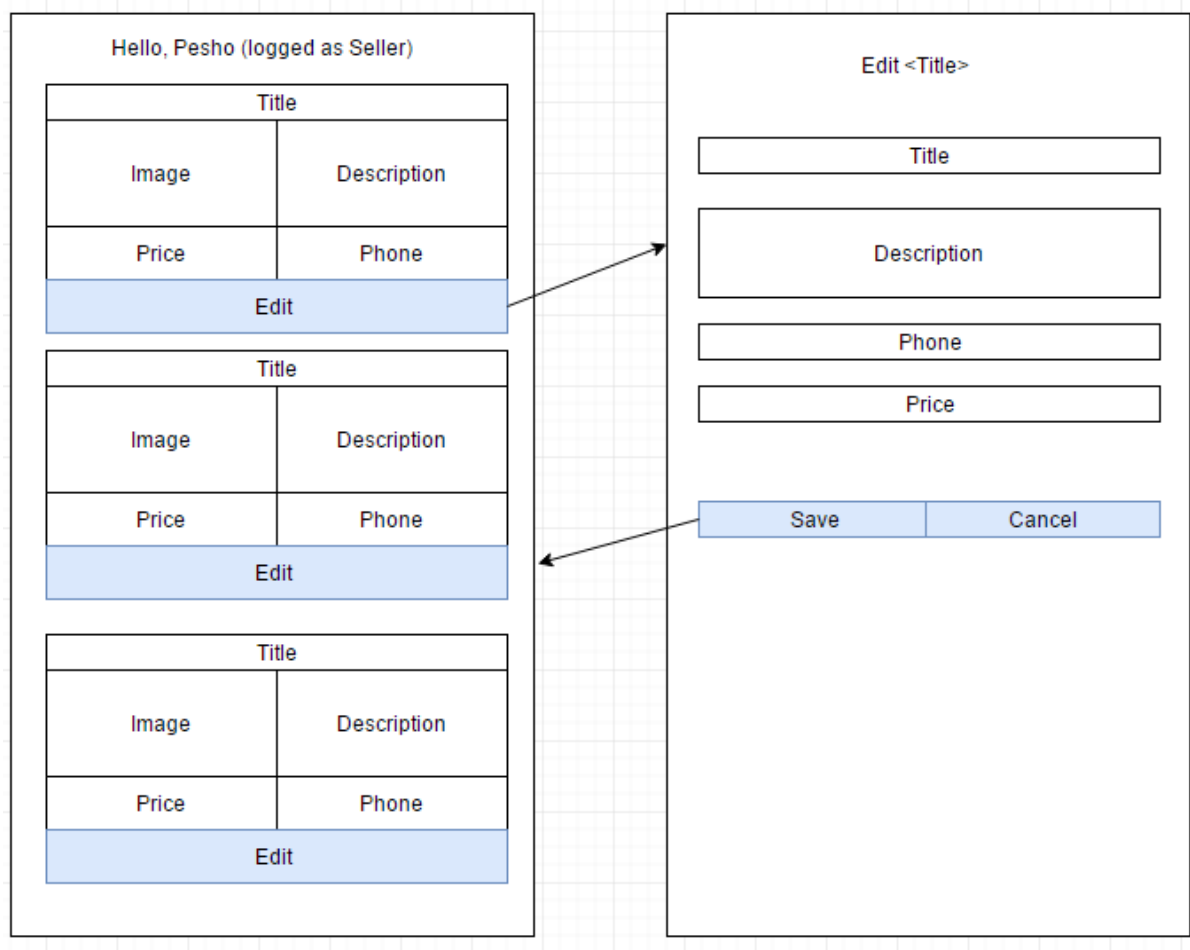 Hello, Pesho (logged as Seller)
Title
Image
Description
Price
Phone
Edit
Title
Image
Description
Price
Phone
Edit
Title
Image
Description
Price
Phone
Edit
Edit <Title>
Title
Description
Phone
Price
Save
Cancel